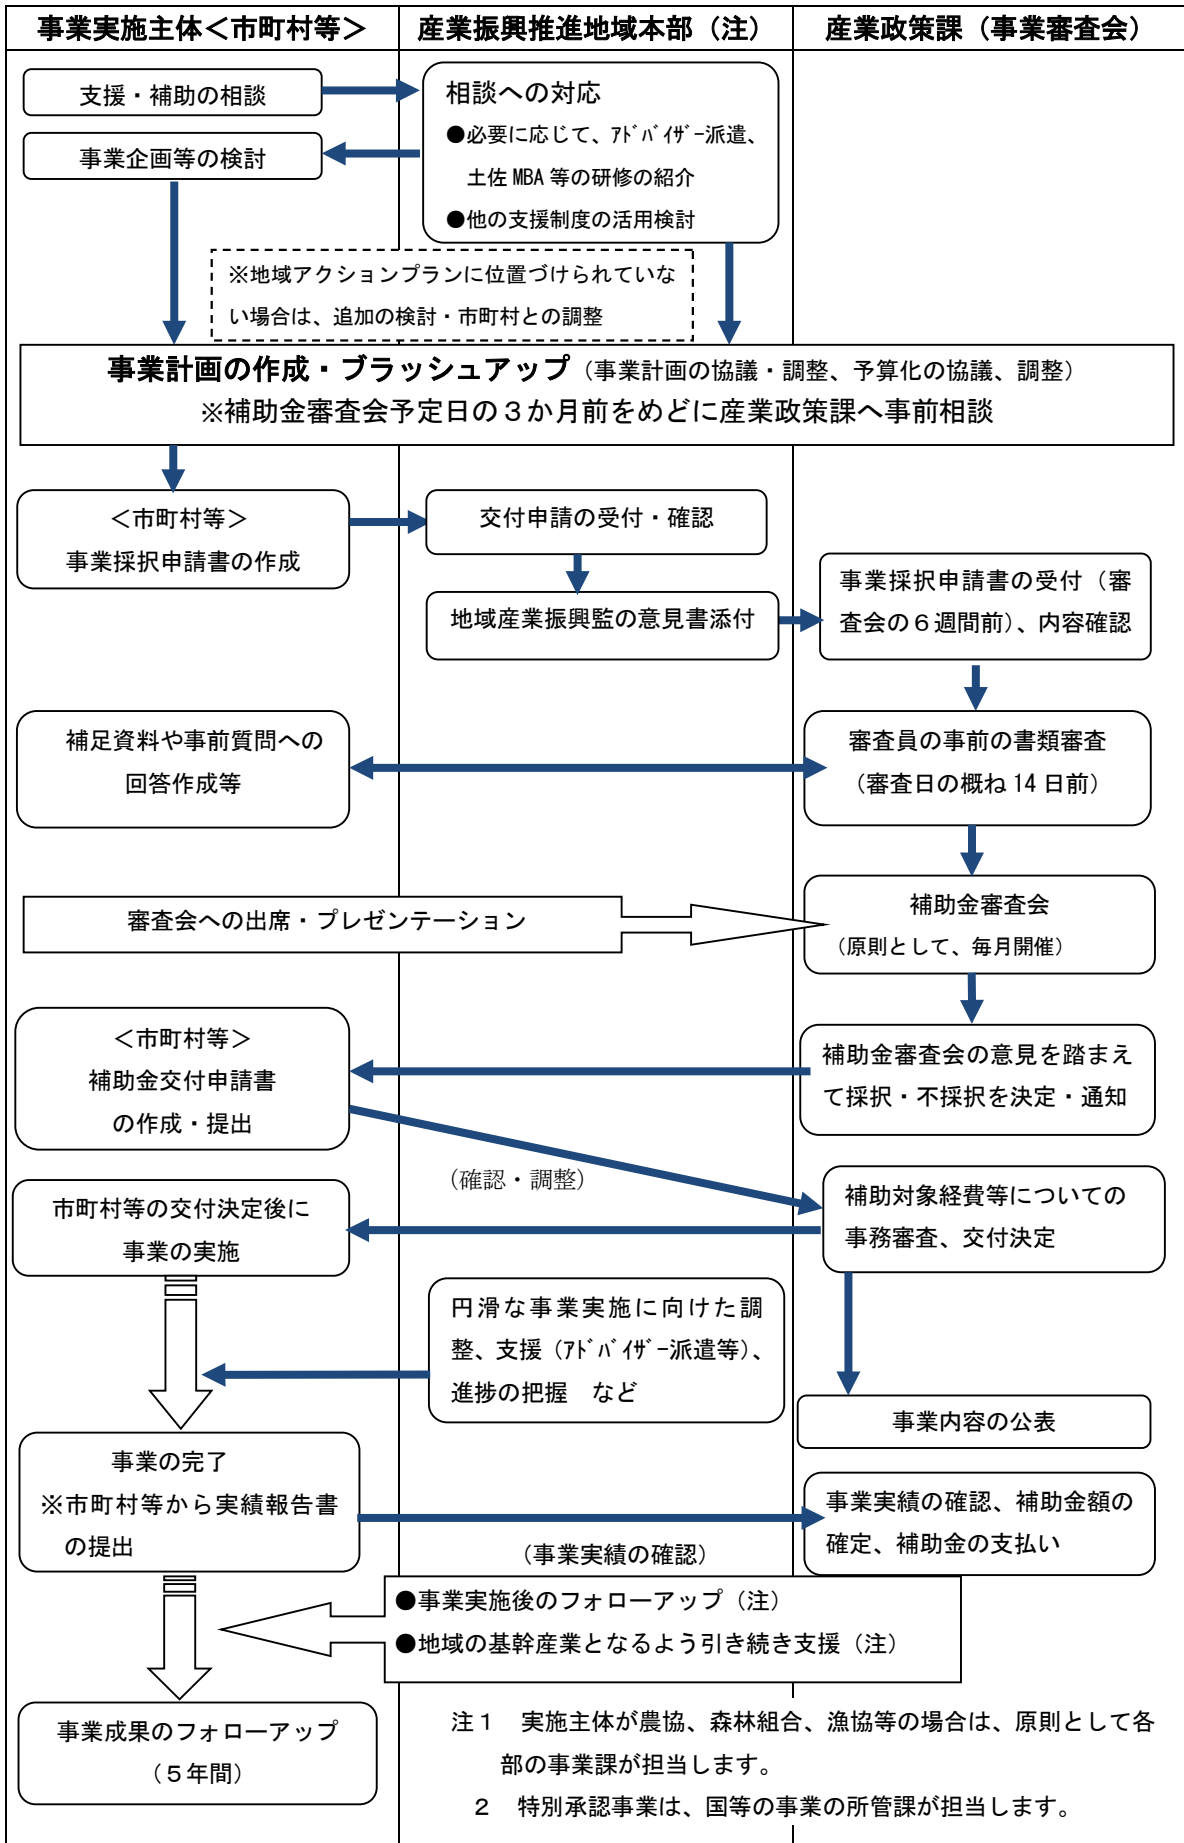 事業実施主体＜市町村等＞
産業振興推進地域本部（注）
産業政策課（事業審査会）
支援・補助の相談
相談への対応
●必要に応じて、ｱﾄﾞﾊﾞｲｻﾞｰ派遣、
土佐 MBA 等の研修の紹介
●他の支援制度の活用検討
事業企画等の検討
※地域アクションプランに位置づけられていな
い場合は、追加の検討・市町村との調整
事業計画の作成・ブラッシュアップ（事業計画の協議・調整、予算化の協議、調整）
※補助金審査会予定日の３か月前をめどに産業政策課へ事前相談
＜市町村等＞
事業採択申請書の作成
交付申請の受付・確認
地域産業振興監の意見書添付
事業採択申請書の受付（審
査会の６週間前）、内容確認
補足資料や事前質問への
回答作成等
審査員の事前の書類審査
（審査日の概ね 14 日前）
審査会への出席・プレゼンテーション
補助金審査会
（原則として、毎月開催）
＜市町村等＞
補助金交付申請書
の作成・提出
補助金審査会の意見を踏まえ
て採択・不採択を決定・通知
（確認・調整）
市町村等の交付決定後に
事業の実施
補助対象経費等についての
事務審査、交付決定
円滑な事業実施に向けた調
整、支援（ｱﾄﾞﾊﾞｲｻﾞｰ派遣等）、
進捗の把握　など
事業内容の公表
事業の完了
※市町村等から実績報告書
の提出
事業実績の確認、補助金額の
確定、補助金の支払い
（事業実績の確認）
●事業実施後のフォローアップ（注）
●地域の基幹産業となるよう引き続き支援（注）
事業成果のフォローアップ
（５年間）
注１　実施主体が農協、森林組合、漁協等の場合は、原則として各
部の事業課が担当します。
２　特別承認事業は、国等の事業の所管課が担当します。